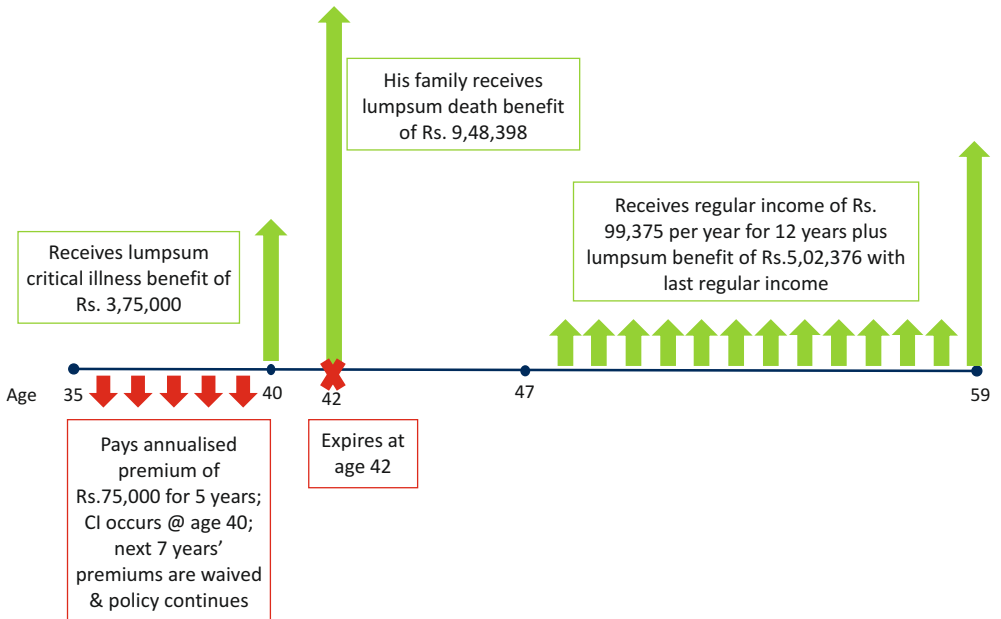 His family receives
lumpsum death benefit
of Rs. 9,48,398
Receives regular income of Rs.
99,375 per year for 12 years plus
lumpsum benefit of Rs.5,02,376 with
last regular income
Receives lumpsum
critical illness benefit of
Rs. 3,75,000
Age
35
40
42
47
59
Pays annualised
premium of
Rs.75,000 for 5 years;
CI occurs @ age 40;
next 7 years’
premiums are waived
& policy continues
Expires at
age 42